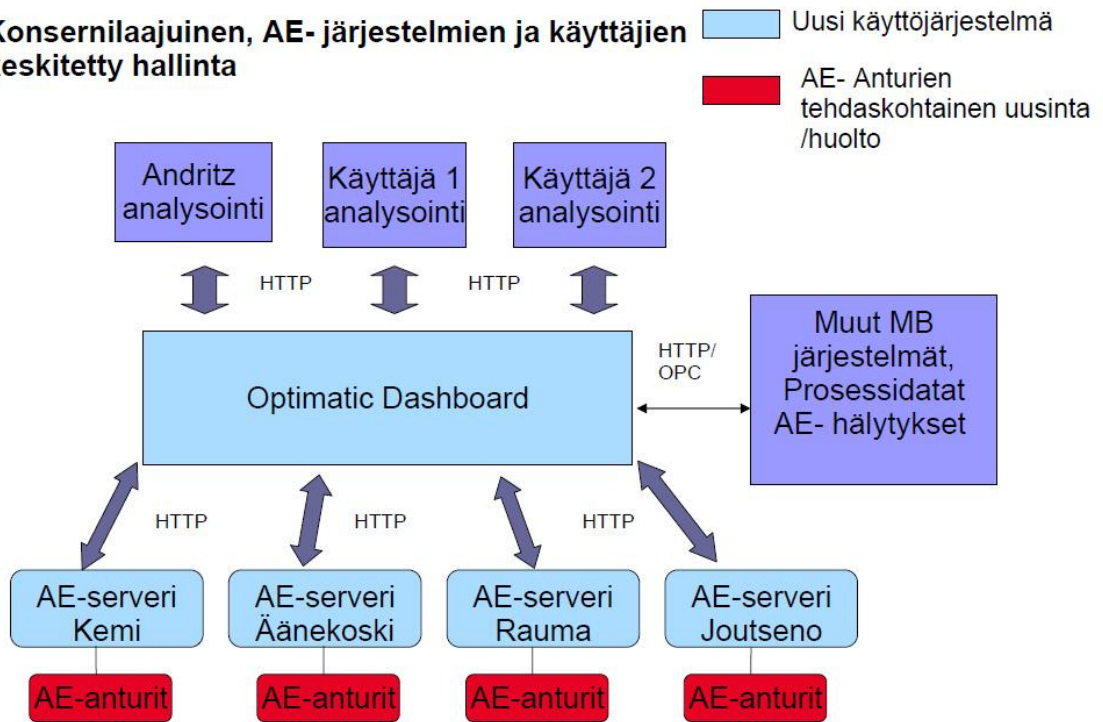 Konsernilaajuinen, AE- järjestelmien ja käyttäjien
keskitetty hallinta
Uusi käyttöjärjestelmä
AE- Anturien
tehdaskohtainen uusinta
/huolto
Andritz
analysointi
Käyttäjä 1
analysointi
Käyttäjä 2
analysointi
HTTP
HTTP
Optimatic Dashboard
HTTP/
OPC
Muut MB
järjestelmät,
Prosessidatat
AE- hälytykset
HTTP
HTTP
HTTP
AE-serveri
Kemi
AE-serveri
Äänekoski
AE-serveri
Rauma
AE-serveri
Joutseno
AE-anturit
AE-anturit
AE-anturit
AE-anturit